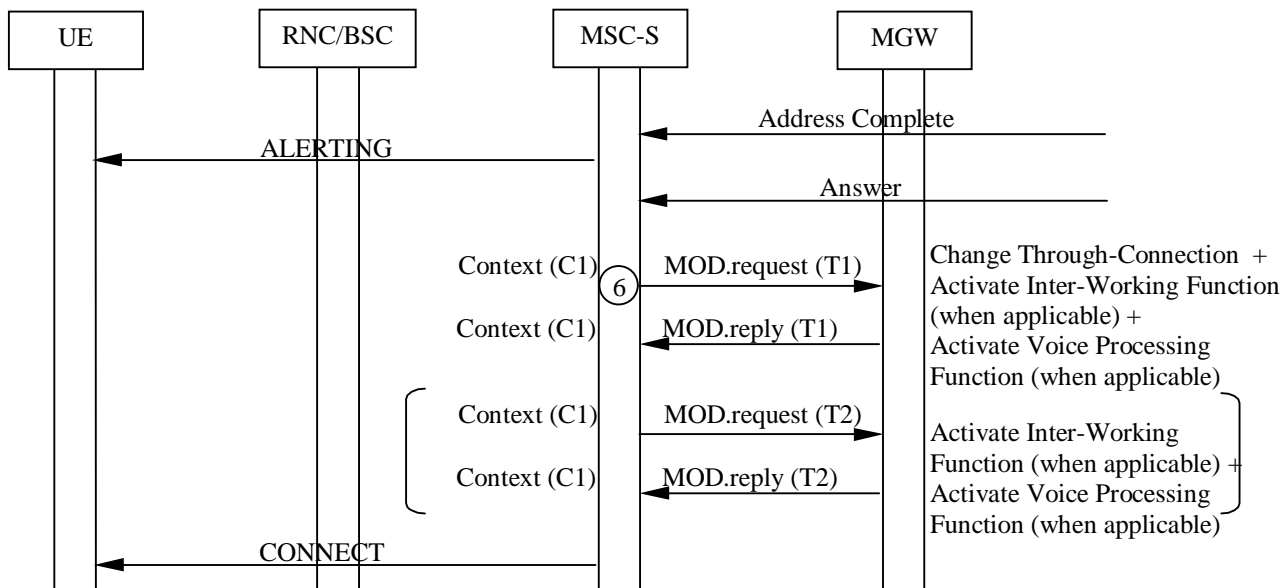 UE
RNC/BSC
MSC-S
MGW
Address Complete
ALERTING
Answer
Context (C1)
6
MOD.request (T1)
Change Through-Connection +
Activate Inter-Working Function
(when applicable) +
Activate Voice Processing
Function (when applicable)
Context (C1)
MOD.reply (T1)
Context (C1)
MOD.request (T2)
Activate Inter-Working
Function (when applicable) +
Activate Voice Processing
Function (when applicable)
Context (C1)
MOD.reply (T2)
CONNECT